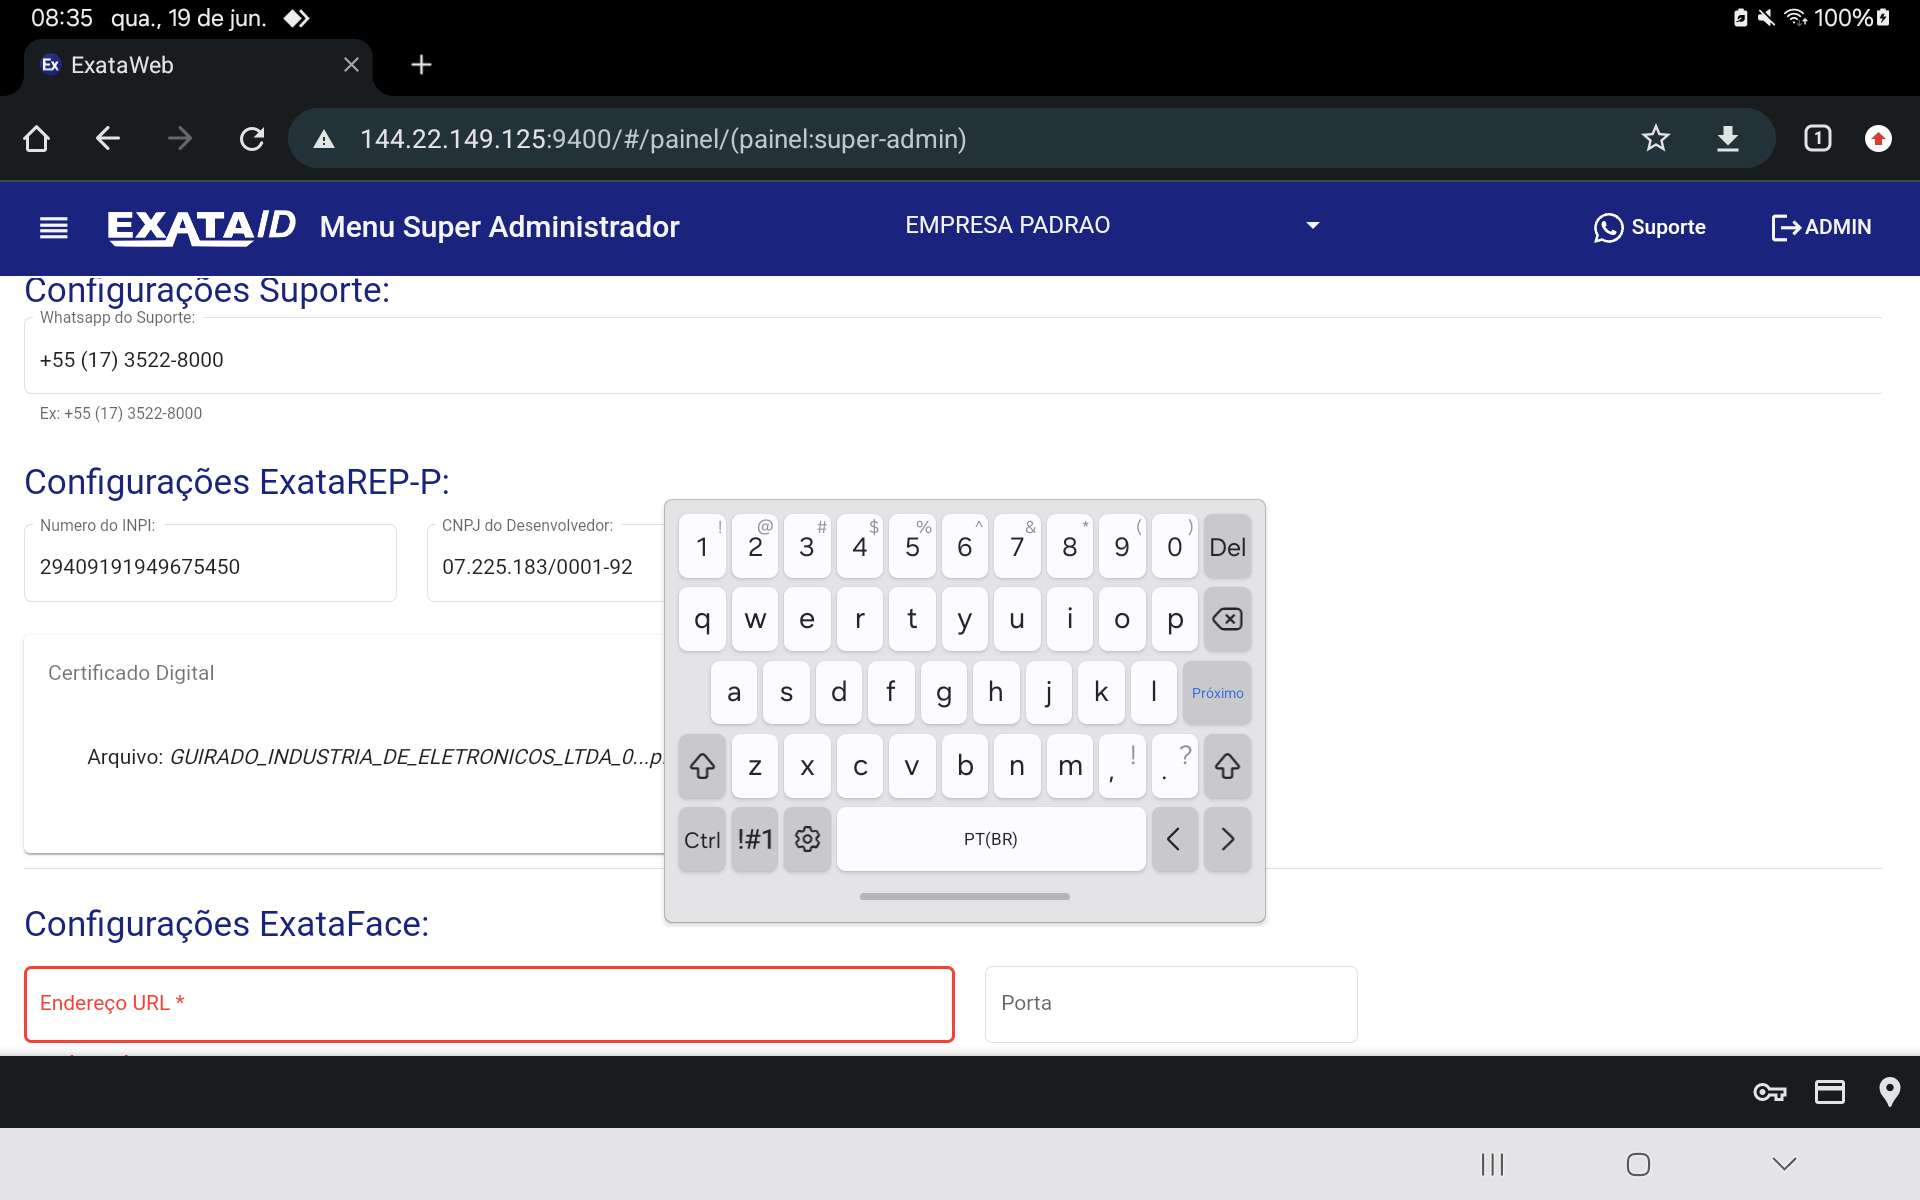 08:35 qua., 19 de jun. 100%
Ex ExataWeb
144.22.149.125:9400/#/painel/(painel:super-admin) 1
EXATAID Menu Super Administrador EMPRESA PADRAO Suporte ADMIN
Configurações Suporte:
Whatsapp do Suporte:
+55 (17) 3522-8000
Ex: +55 (17) 3522-8000
Configurações ExataREP-P:
Numero do INPI: CNPJ do Desenvolvedor:
29409191949675450 07.225.183/0001-92
Certificado Digital
Arquivo: GUIRADO_INDUSTRIA_DE_ELETRONICOS_LTDA_0...p
! @ # $ % ^ & * ( )
1 2 3 4 5 6 7 8 9 0 Del
q w e r t y u i o p
a s d f g h j k l Próximo
z x c v b n m , ! . ?
Ctrl !#1 PT(BR) < >
Configurações ExataFace:
Endereço URL * Porta